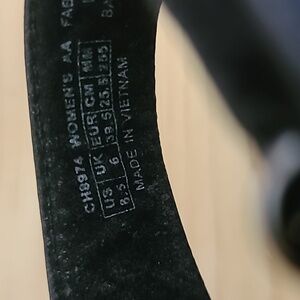 CH8974 WOMEN'S AA FAB
US UK EUR CM MM
8.5 6 39.5 25.5 255
MADE IN VIETNAM